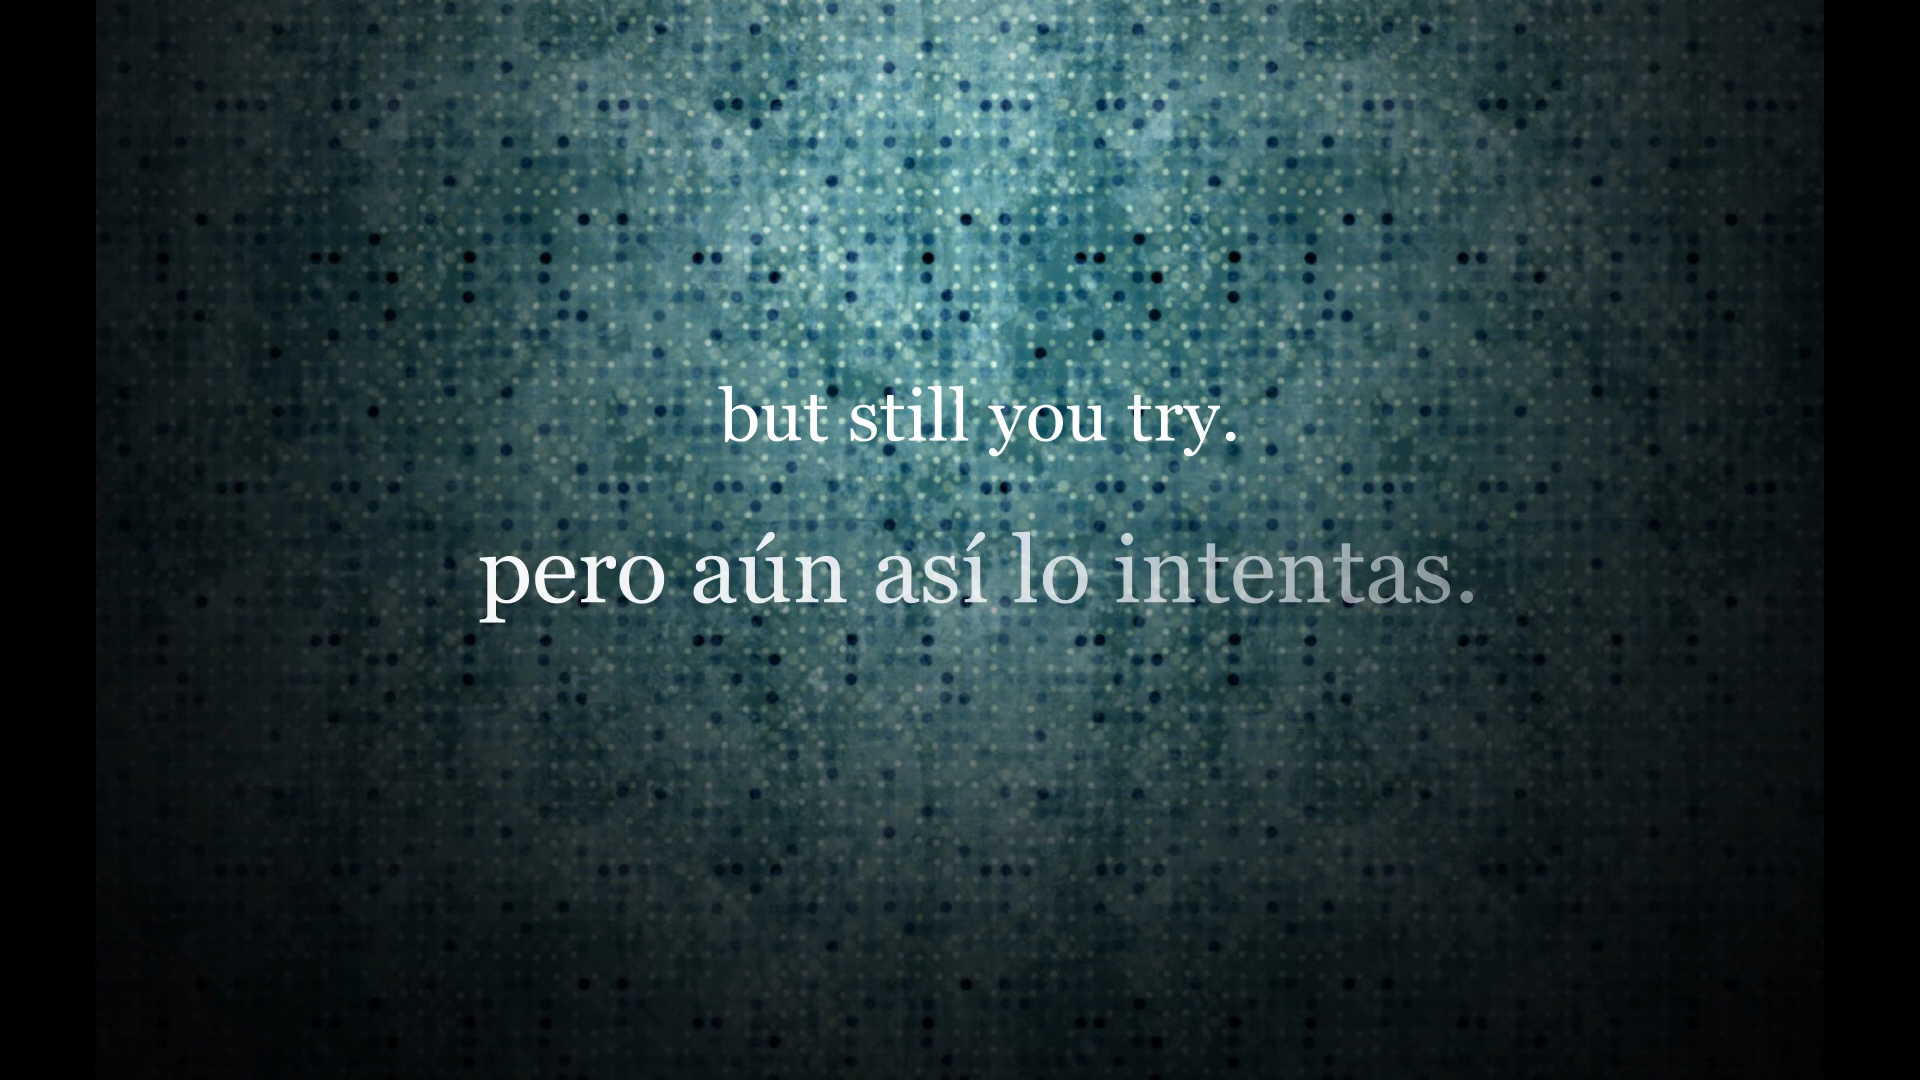 but still you try.
pero aún así lo intentas.